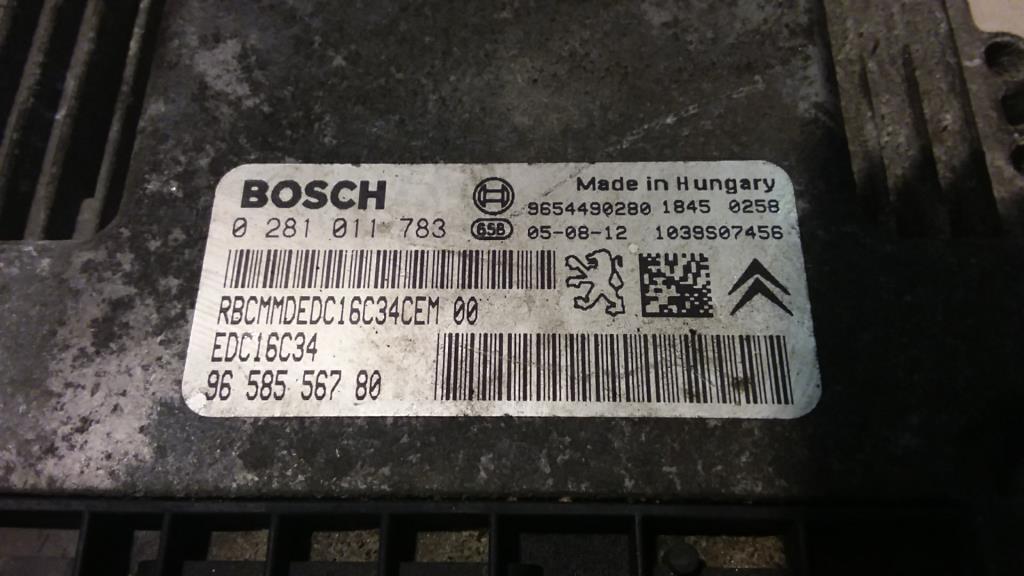 BOSCH
Made in Hungary
0 281 011 783
9654490280 1845 0258
65B 05-08-12 1039S07456
RBCMMDEDC16C34CEM 00
EDC16C34
96 585 567 80